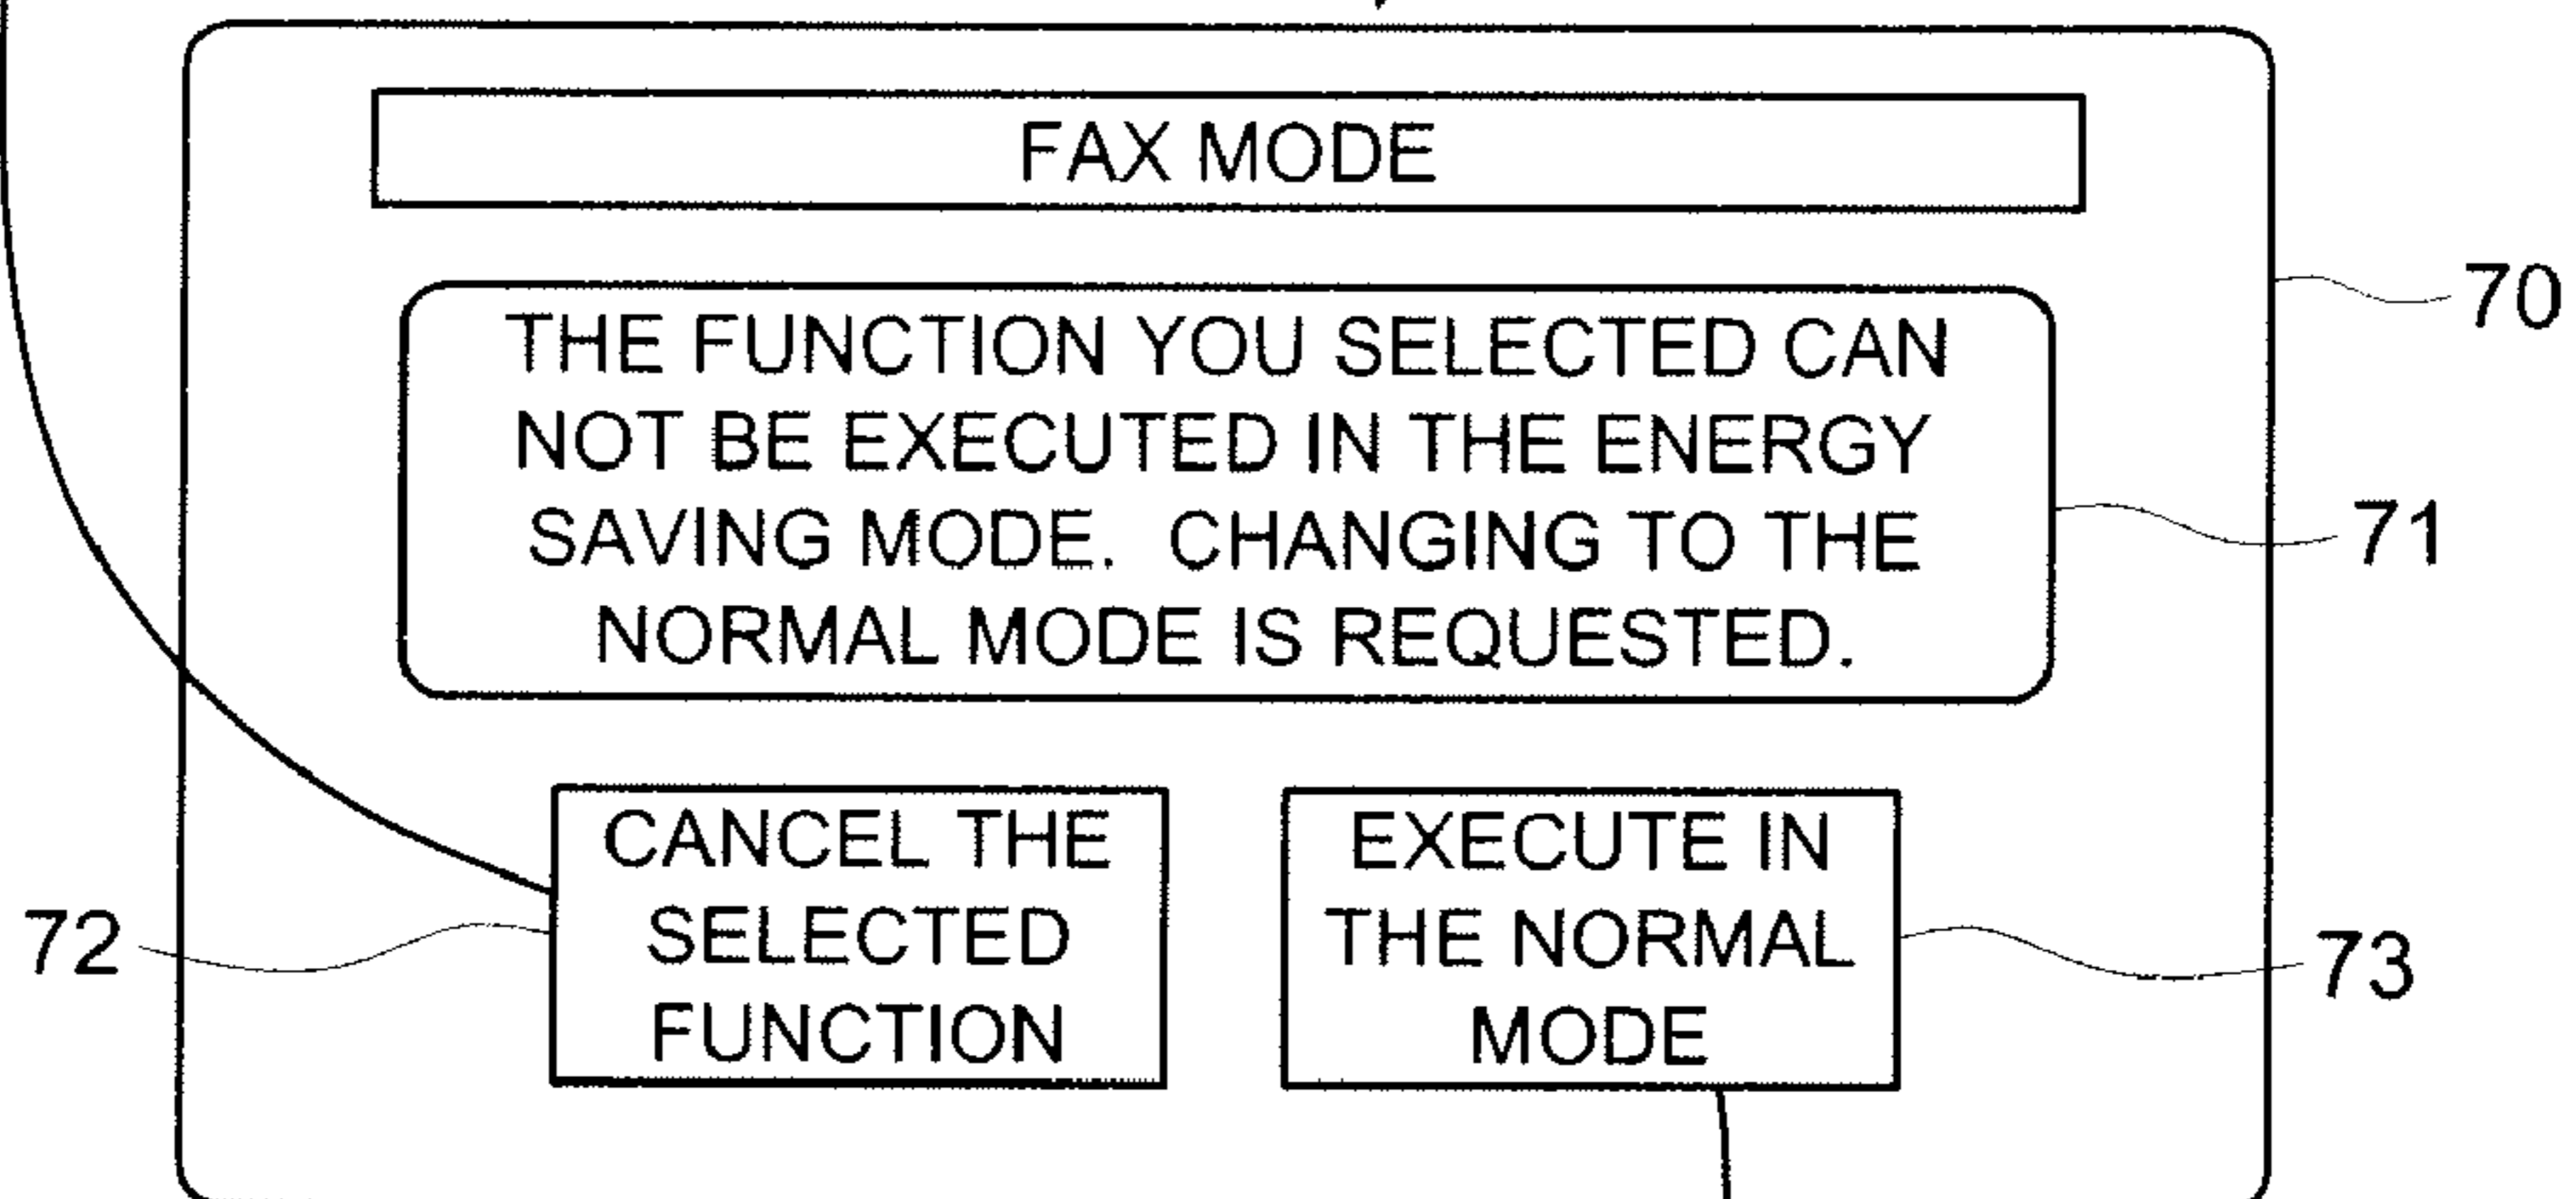 FAX MODE
70
THE FUNCTION YOU SELECTED CAN
NOT BE EXECUTED IN THE ENERGY
SAVING MODE. CHANGING TO THE
NORMAL MODE IS REQUESTED.
71
CANCEL THE
SELECTED
FUNCTION
72
EXECUTE IN
THE NORMAL
MODE
73